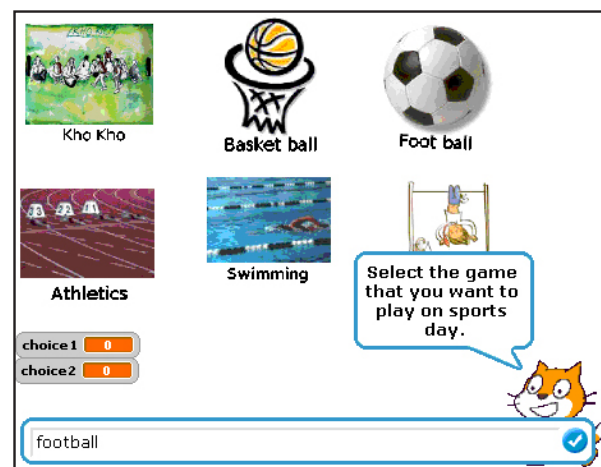 Kho Kho
Basket ball
Foot ball
Athletics
Swimming
Select the game
that you want to
play on sports
day.
choice1 0
choice2 0
football